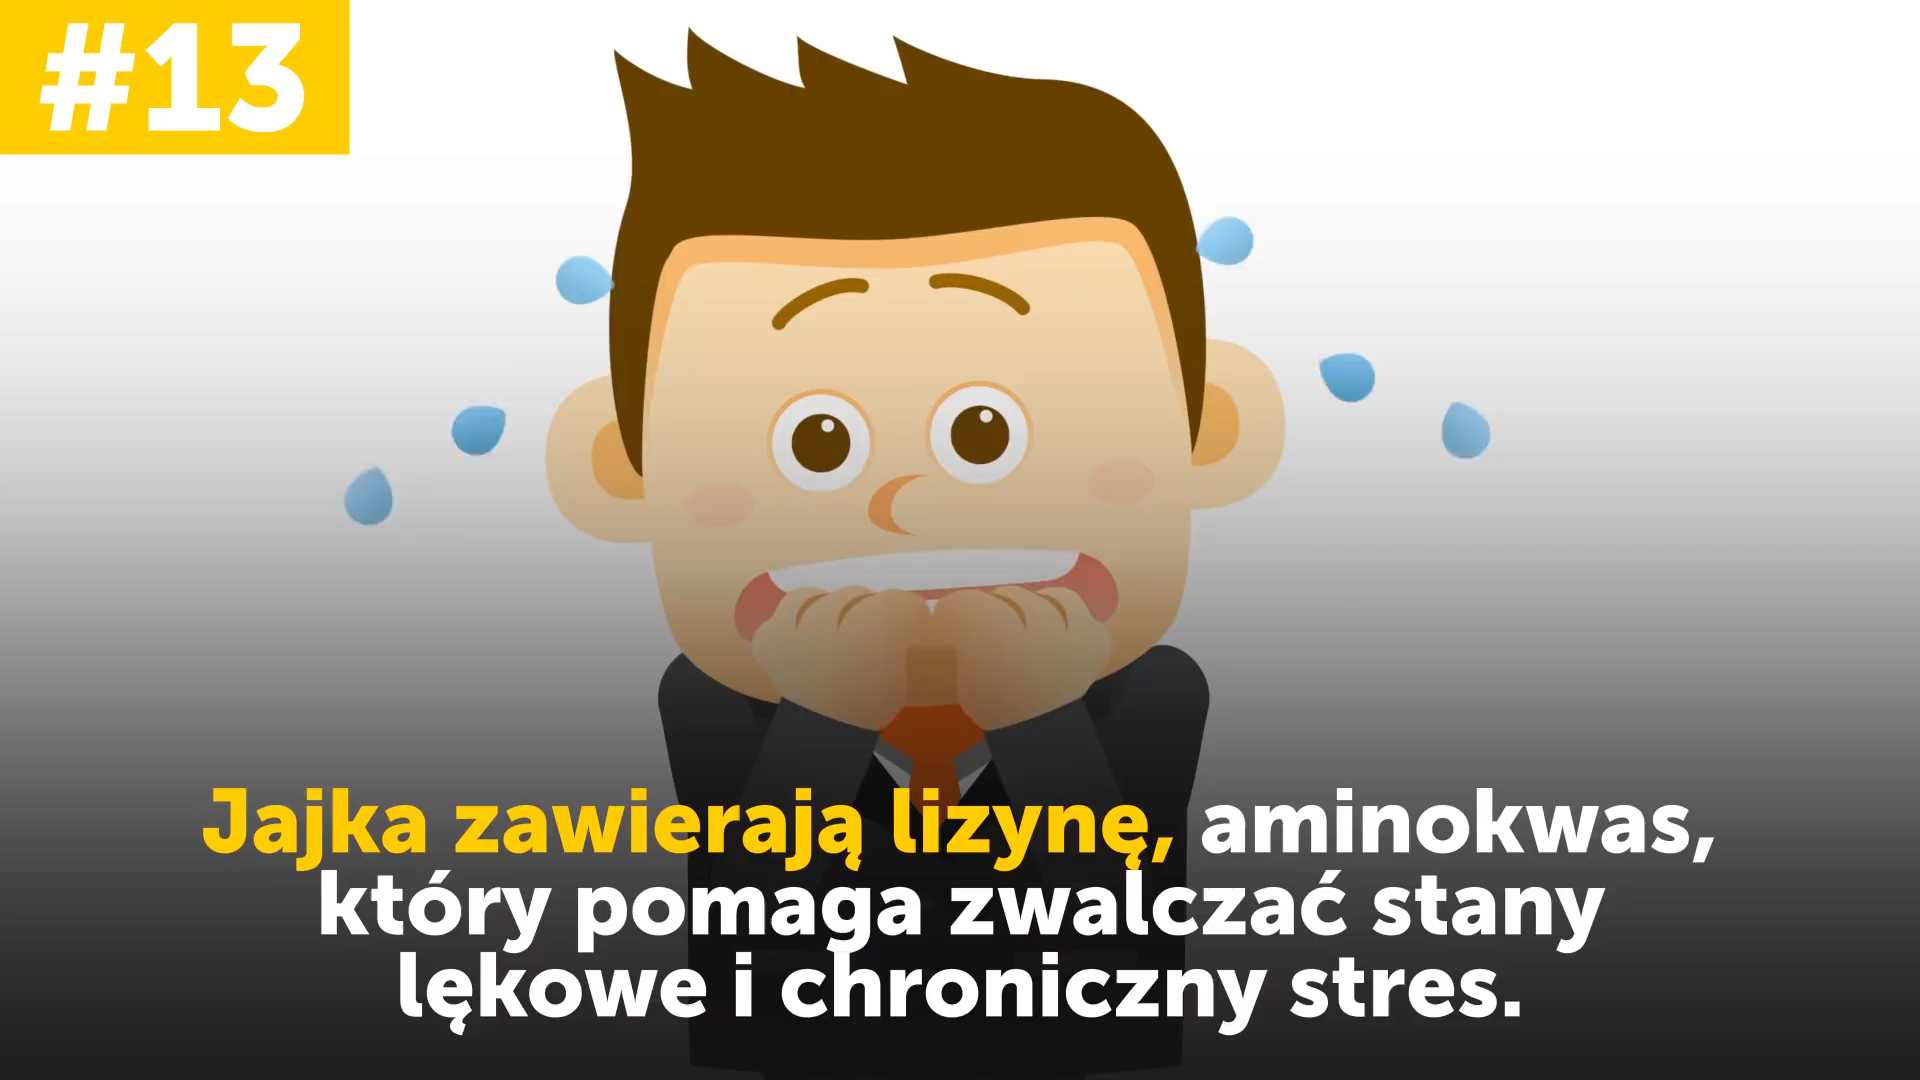 #13
Jajka zawierają lizynę, aminokwas,
który pomaga zwalczać stany
lękowe i chroniczny stres.